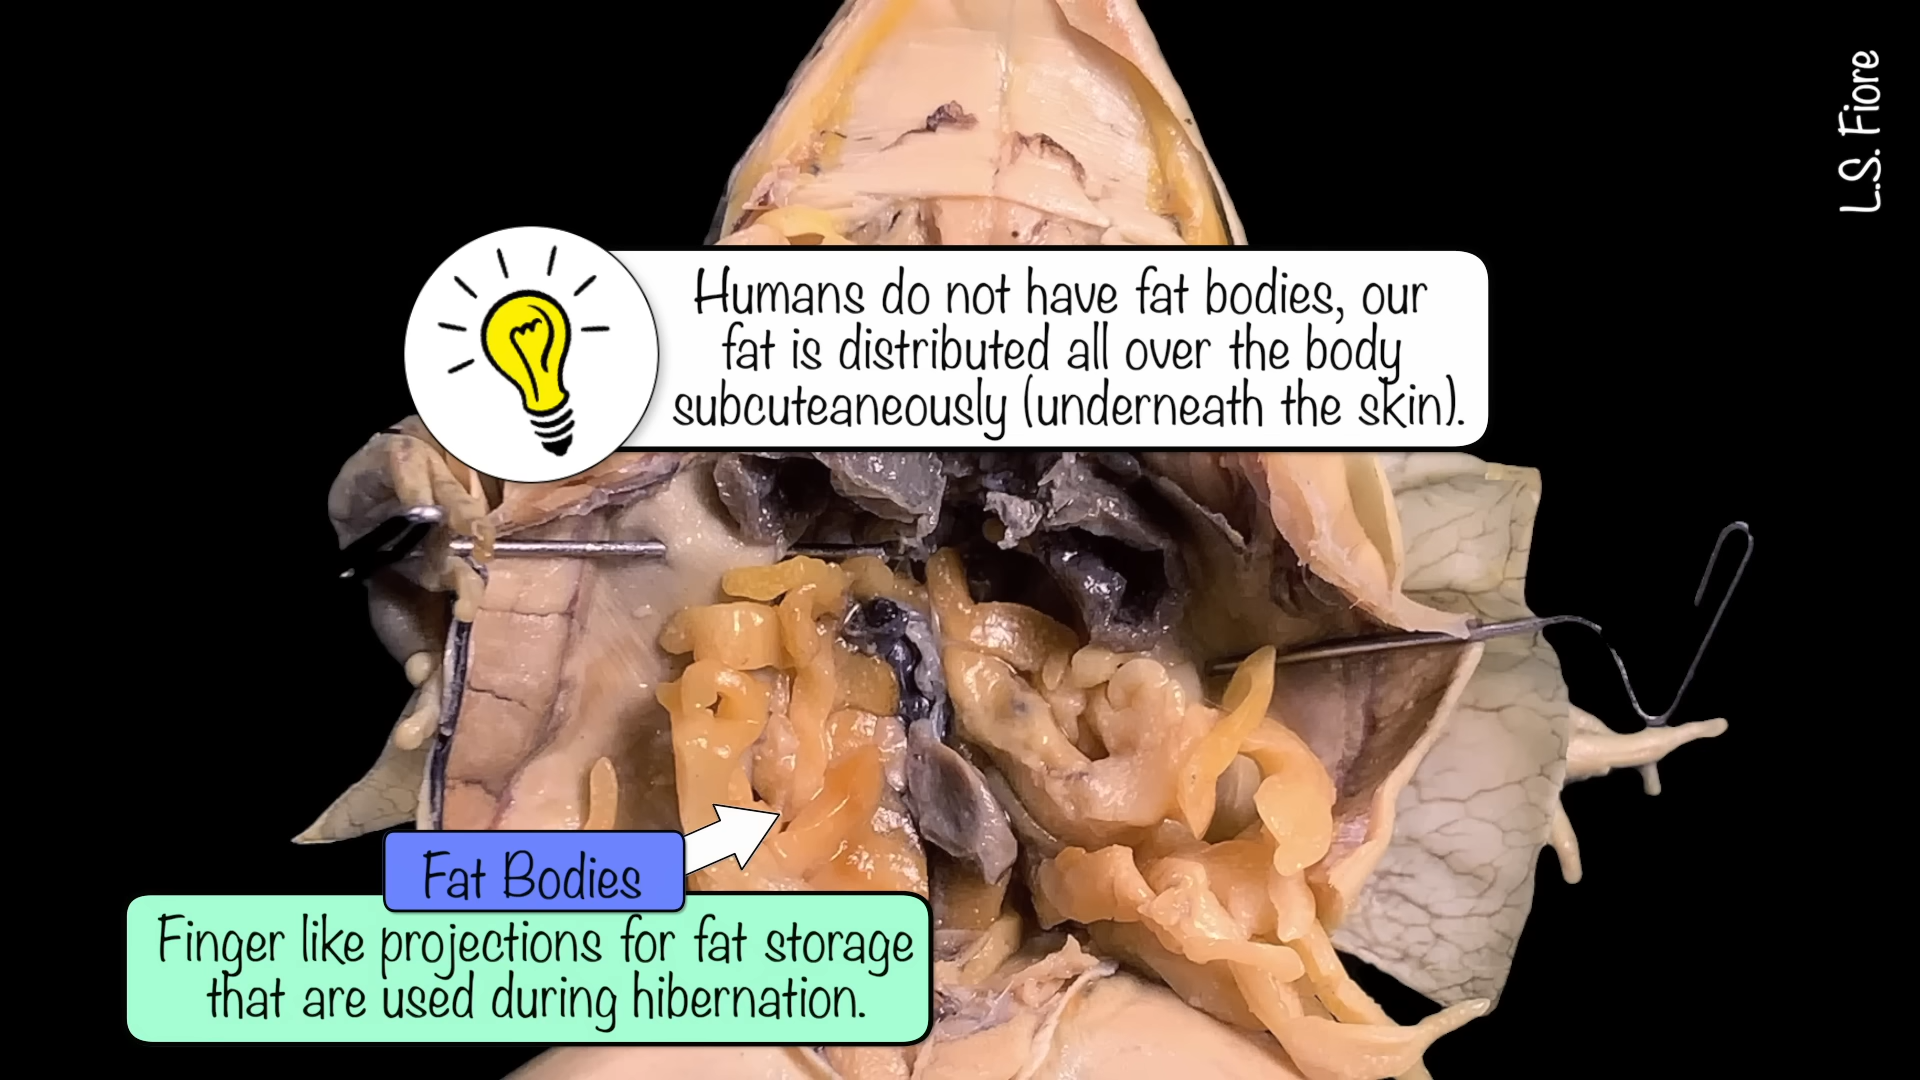 L.S. Fiore
Humans do not have fat bodies, our
fat is distributed all over the body
subcuteaneously (underneath the skin).
Fat Bodies
Finger like projections for fat storage
that are used during hibernation.